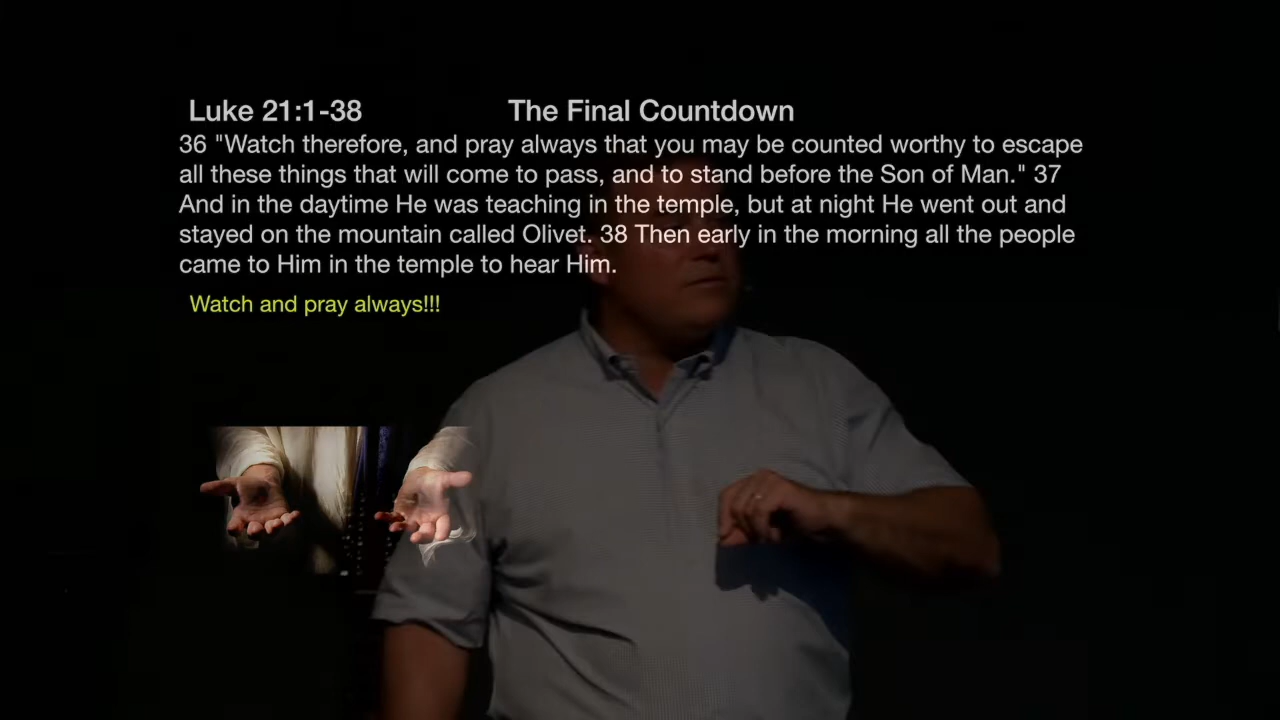 Luke 21:1-38 The Final Countdown
36 "Watch therefore, and pray always that you may be counted worthy to escape
all these things that will come to pass, and to stand before the Son of Man." 37
And in the daytime He was teaching in the temple, but at night He went out and
stayed on the mountain called Olivet. 38 Then early in the morning all the people
came to Him in the temple to hear Him.
Watch and pray always!!!